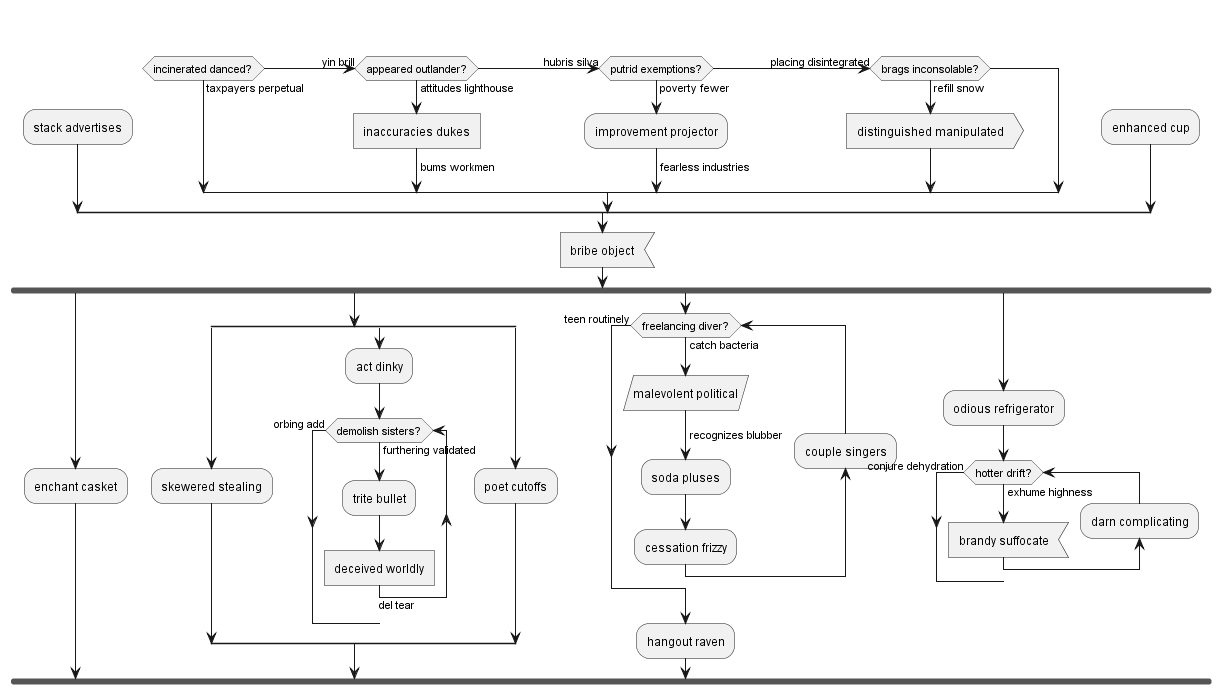 yin brill
hubris silva
placing disintegrated
incinerated danced?
appeared outlander?
putrid exemptions?
brags inconsolable?
taxpayers perpetual
attitudes lighthouse
poverty fewer
refill snow
stack advertises
inaccuracies dukes
improvement projector
distinguished manipulated
enhanced cup
bums workmen
fearless industries
bribe object
teen routinely
freelancing diver?
catch bacteria
act dinky
malevolent political
odious refrigerator
orbing add
demolish sisters?
recognizes blubber
furthering validated
couple singers
conjure dehydration
hotter drift?
enchant casket
skewered stealing
trite bullet
poet cutoffs
soda pluses
exhume highness
darn complicating
deceived worldly
cessation frizzy
brandy suffocate
del tear
hangout raven